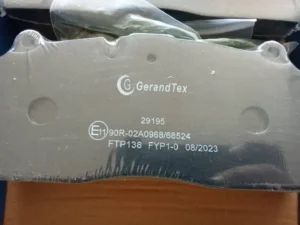 GerandTex
29195
E11 90R-02A0968/68524
FTP138 FYP1-0 08/2023